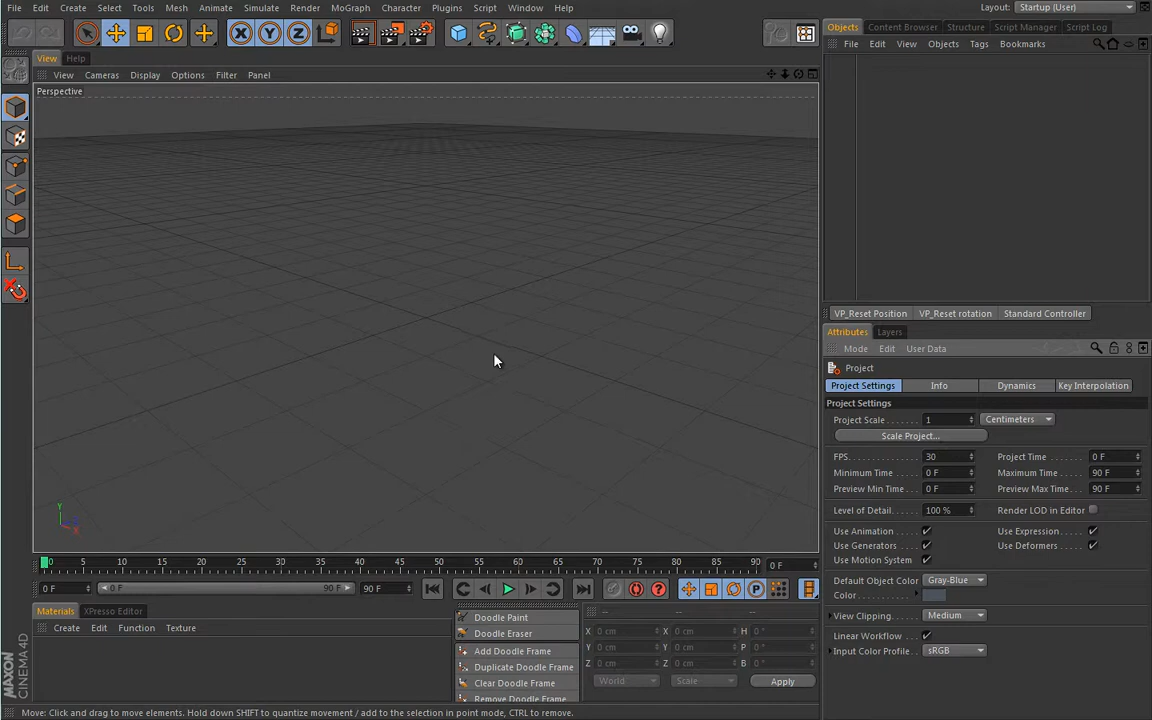 File Edit Create Select Tools Mesh Animate Simulate Render MoGraph Character Plugins Script Window Help Layout: Startup (User)
Objects Content Browser Structure Script Manager Script Log
X Y Z
File Edit View Objects Tags Bookmarks
View Help
View Cameras Display Options Filter Panel
Perspective
VP_Reset Position VP_Reset rotation Standard Controller
Attributes Layers
Mode Edit User Data
Project
Project Settings Info Dynamics Key Interpolation
Project Settings
Project Scale 1 Centimeters
Scale Project...
FPS 30 Project Time 0 F
Minimum Time 0 F Maximum Time 90 F
Preview Min Time 0 F Preview Max Time 90 F
Level of Detail 100 % Render LOD in Editor
Use Animation Use Expression
Use Generators Use Deformers
Use Motion System
Default Object Color Gray-Blue
Color
View Clipping Medium
Linear Workflow
Input Color Profile sRGB
Y
X
0 5 10 15 20 25 30 35 40 45 50 55 60 65 70 75 80 85 90 0 F
0 F 0 F 90 F 90 F
P
Materials XPresso Editor
Create Edit Function Texture
Doodle Paint
Doodle Eraser
Add Doodle Frame
Duplicate Doodle Frame
Clear Doodle Frame
Remove Doodle Frame
-- -- --
X 0 cm X 0 cm H 0 °
Y 0 cm Y 0 cm P 0 °
Z 0 cm Z 0 cm B 0 °
World Scale Apply
MAXON
CINEMA 4D
Move: Click and drag to move elements. Hold down SHIFT to quantize movement / add to the selection in point mode, CTRL to remove.